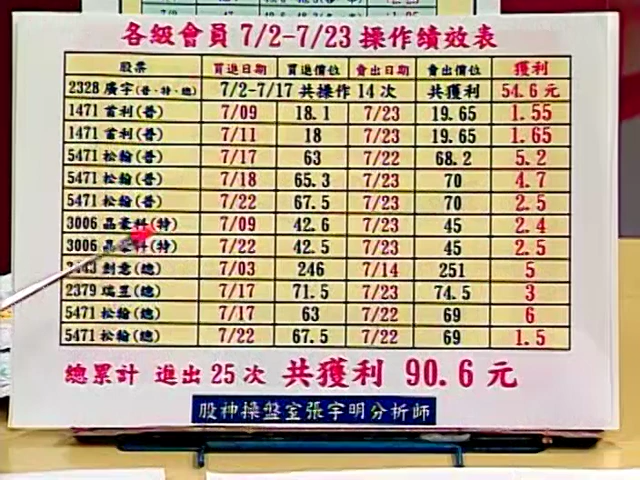 各級會員 7/2-7/23 操作績效表
股票 買進日期 買進價位 賣出日期 賣出價位 獲利
2328 廣宇(普.特.總) 7/2-7/17 共操作 14 次 共獲利 54.6 元
1471 首利(普) 7/09 18.1 7/23 19.65 1.55
1471 首利(普) 7/11 18 7/23 19.65 1.65
5471 松翰(普) 7/17 63 7/22 68.2 5.2
5471 松翰(普) 7/18 65.3 7/23 70 4.7
5471 松翰(普) 7/22 67.5 7/23 70 2.5
3006 晶豪科(特) 7/09 42.6 7/23 45 2.4
3006 晶豪科(特) 7/22 42.5 7/23 45 2.5
創意(總) 7/03 246 7/14 251 5
2379 瑞昱(總) 7/17 71.5 7/23 74.5 3
5471 松翰(總) 7/17 63 7/22 69 6
5471 松翰(總) 7/22 67.5 7/22 69 1.5
總累計 進出 25 次 共獲利 90.6 元
股神操盤室張宇明分析師